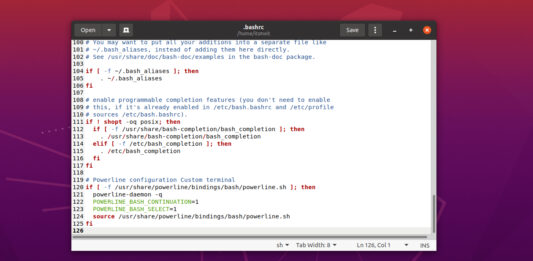 Open
.bashrc
/home/itsmeit
Save
100 # You may want to put all your additions into a separate file like
101 # ~/.bash_aliases, instead of adding them here directly.
102 # See /usr/share/doc/bash-doc/examples in the bash-doc package.
103
104 if [ -f ~/.bash_aliases ]; then
105 . ~/.bash_aliases
106 fi
107
108 # enable programmable completion features (you don't need to enable
109 # this, if it's already enabled in /etc/bash.bashrc and /etc/profile
110 # sources /etc/bash.bashrc).
111 if ! shopt -oq posix; then
112 if [ -f /usr/share/bash-completion/bash_completion ]; then
113 . /usr/share/bash-completion/bash_completion
114 elif [ -f /etc/bash_completion ]; then
115 . /etc/bash_completion
116 fi
117 fi
118
119 # Powerline configuration Custom terminal
120 if [ -f /usr/share/powerline/bindings/bash/powerline.sh ]; then
121 powerline-daemon -q
122 POWERLINE_BASH_CONTINUATION=1
123 POWERLINE_BASH_SELECT=1
124 source /usr/share/powerline/bindings/bash/powerline.sh
125 fi
126
sh Tab Width: 8 Ln 126, Col 1 INS